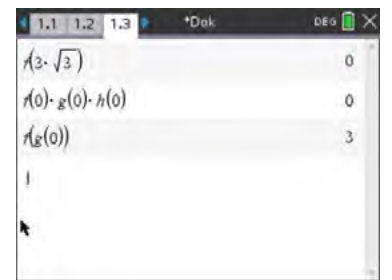 1.1 1.2 1.3 *Dok DEG
f(3·√3) 0
f(0)·g(0)·h(0) 0
f(g(0)) 3